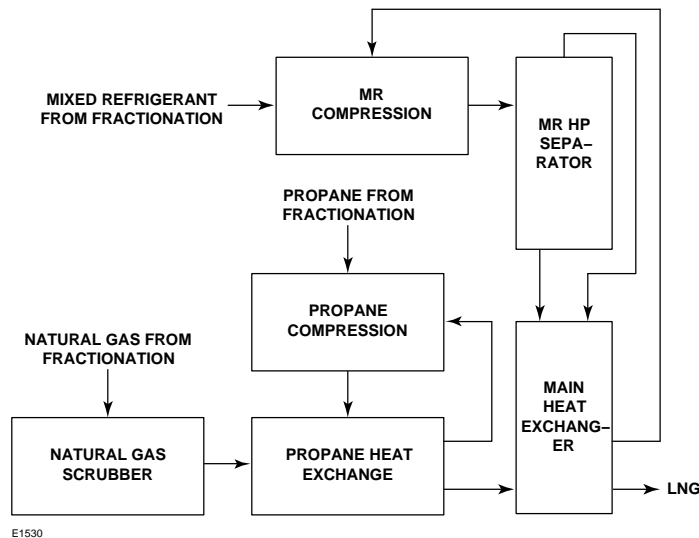 MIXED REFRIGERANT
FROM FRACTIONATION
MR
COMPRESSION
MR HP
SEPA–
RATOR
PROPANE FROM
FRACTIONATION
PROPANE
COMPRESSION
NATURAL GAS FROM
FRACTIONATION
NATURAL GAS
SCRUBBER
PROPANE HEAT
EXCHANGE
MAIN
HEAT
EXCHANG–
ER
LNG
E1530